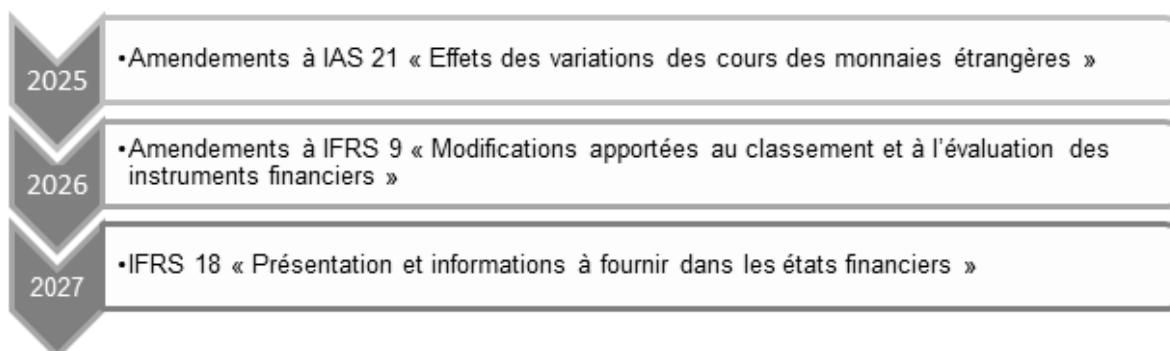 2025
•Amendements à IAS 21 « Effets des variations des cours des monnaies étrangères »
2026
•Amendements à IFRS 9 « Modifications apportées au classement et à l'évaluation des
instruments financiers »
2027
•IFRS 18 « Présentation et informations à fournir dans les états financiers »